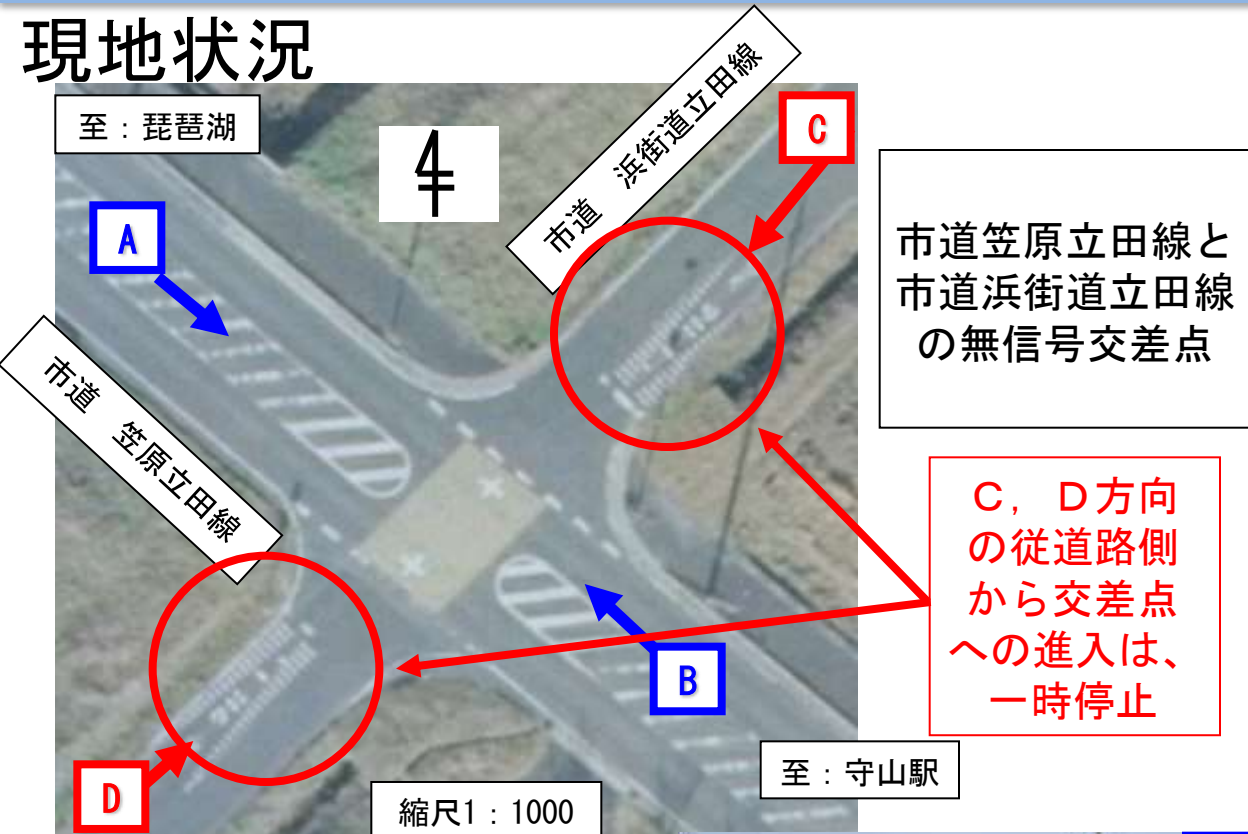 現地状況
至：琵琶湖
市道　浜街道立田線
C
A
市道笠原立田線と
市道浜街道立田線
の無信号交差点
市道　笠原立田線
C，D方向
の従道路側
から交差点
への進入は、
一時停止
B
D
至：守山駅
縮尺1：1000